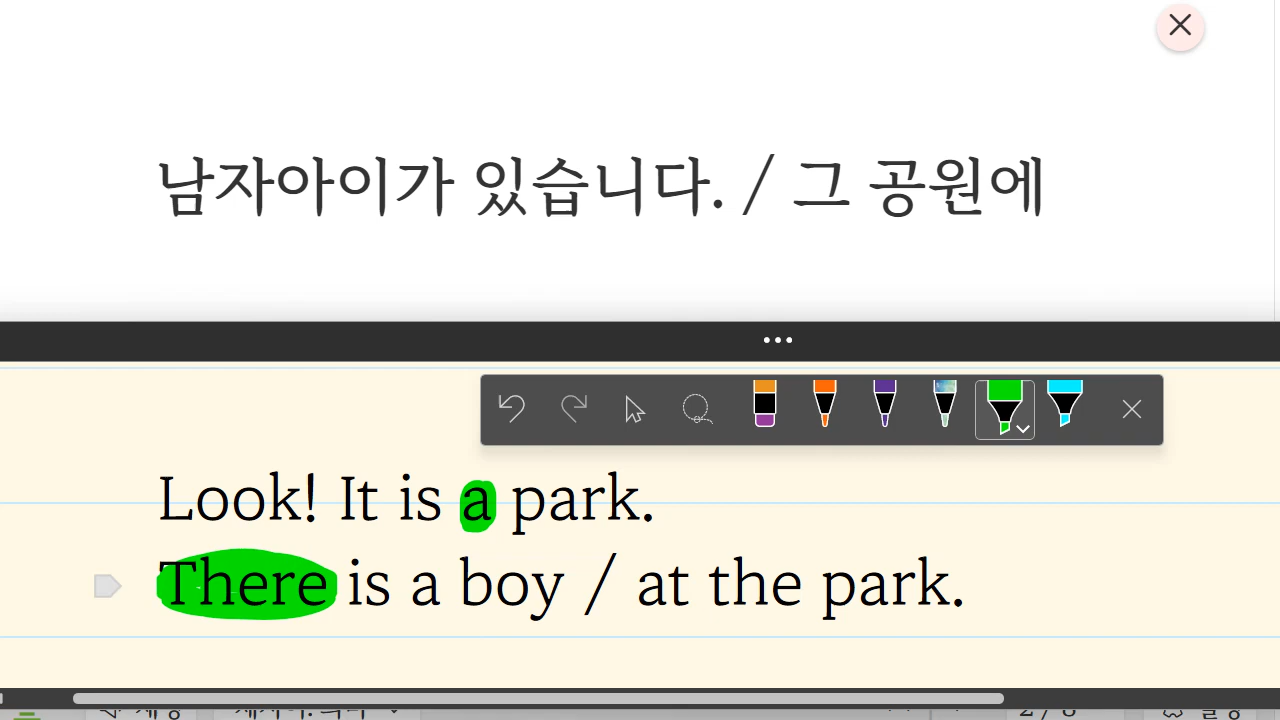 남자아이가 있습니다. / 그 공원에
Look! It is a park.
There is a boy / at the park.